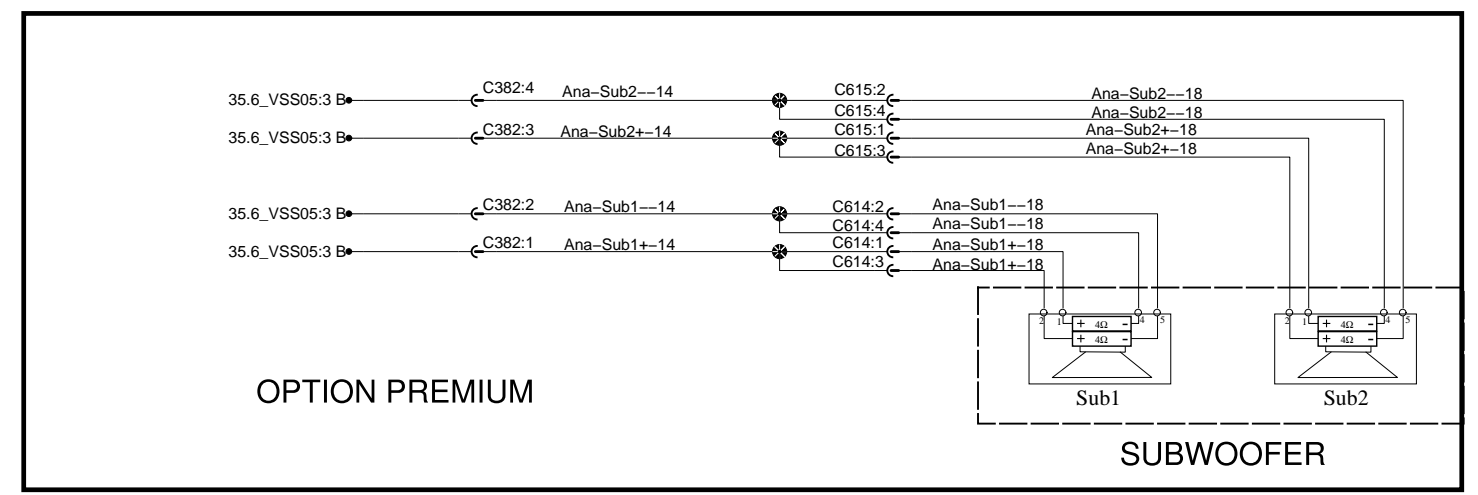 35.6_VSS05:3 B C382:4 Ana−Sub2−−14 C615:2 Ana−Sub2−−18
C615:4 Ana−Sub2−−18
35.6_VSS05:3 B C382:3 Ana−Sub2+−14 C615:1 Ana−Sub2+−18
C615:3 Ana−Sub2+−18
35.6_VSS05:3 B C382:2 Ana−Sub1−−14 C614:2 Ana−Sub1−−18
C614:4 Ana−Sub1−−18
35.6_VSS05:3 B C382:1 Ana−Sub1+−14 C614:1 Ana−Sub1+−18
C614:3 Ana−Sub1+−18
2 1 + 4Ω - 4 5 2 1 + 4Ω - 4 5
+ 4Ω - + 4Ω -
OPTION PREMIUM
Sub1 Sub2
SUBWOOFER